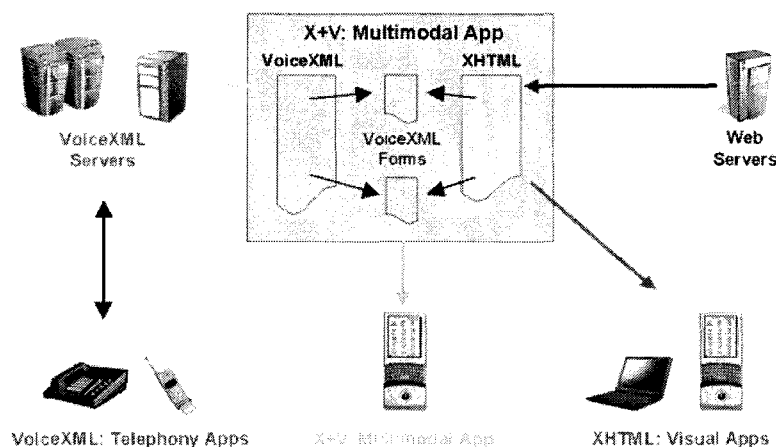 X+V: Multimodal App
VoiceXML
XHTML
VoiceXML
Servers
VoiceXML
Forms
Web
Servers
VoiceXML: Telephony Apps
X+V: Multimodal App
XHTML: Visual Apps